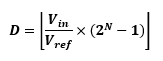 D = ⌊V_in / V_ref × (2^N − 1)⌋